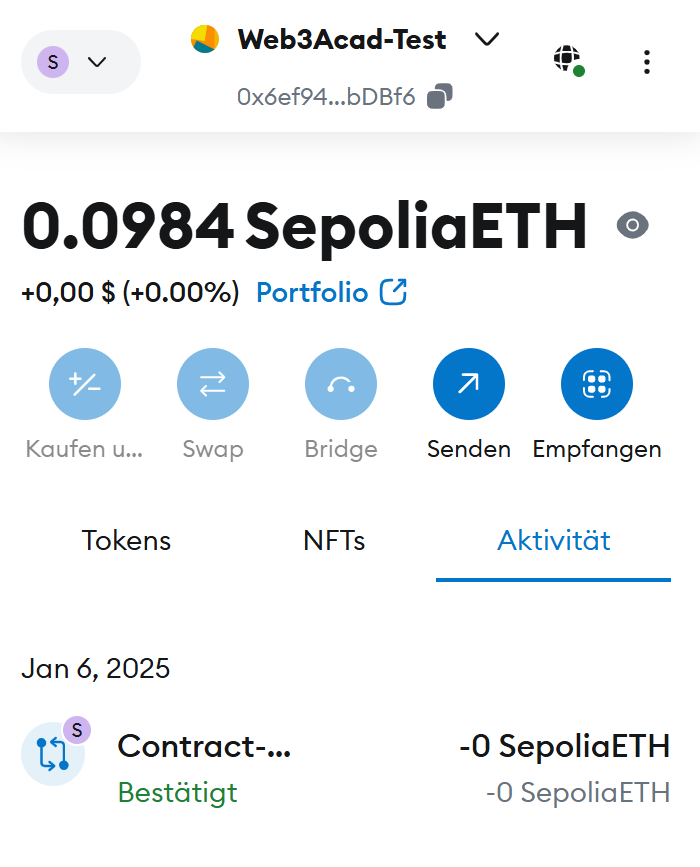 S
Web3Acad-Test
0x6ef94...bDBf6
0.0984 SepoliaETH
+0,00 $ (+0.00%) Portfolio
Kaufen u... Swap Bridge Senden Empfangen
Tokens NFTs Aktivität
Jan 6, 2025
S
Contract-... -0 SepoliaETH
Bestätigt -0 SepoliaETH